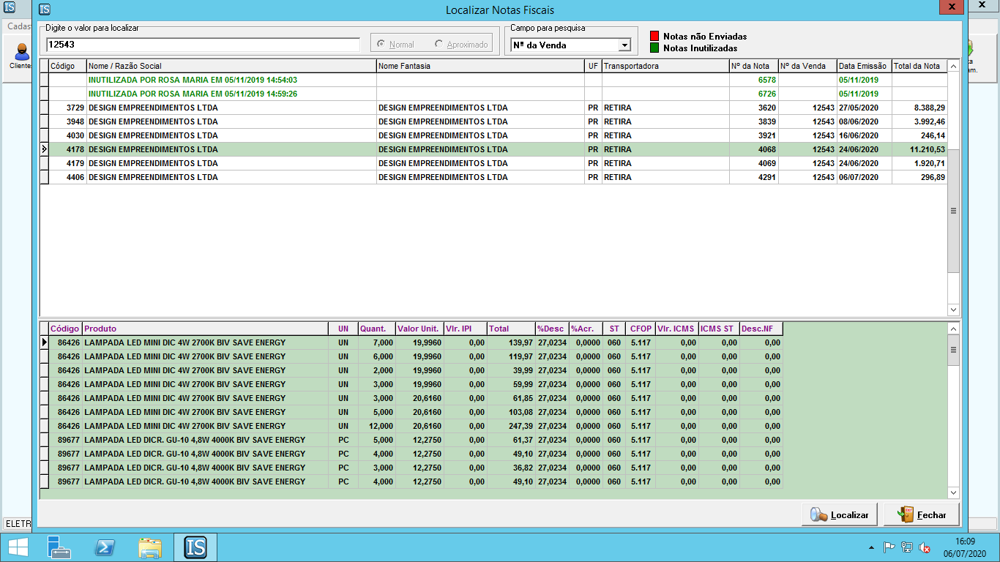 Localizar Notas Fiscais
Cadast
Cliente
ELETR
Digite o valor para localizar
12543
Normal
Aproximado
Campo para pesquisa
Nº da Venda
Notas não Enviadas
Notas Inutilizadas
Código Nome / Razão Social Nome Fantasia UF Transportadora Nº da Nota Nº da Venda Data Emissão Total da Nota
INUTILIZADA POR ROSA MARIA EM 05/11/2019 14:54:03 6578 05/11/2019
INUTILIZADA POR ROSA MARIA EM 05/11/2019 14:59:26 6726 05/11/2019
3729 DESIGN EMPREENDIMENTOS LTDA DESIGN EMPREENDIMENTOS LTDA PR RETIRA 3620 12543 27/05/2020 8.388,29
3948 DESIGN EMPREENDIMENTOS LTDA DESIGN EMPREENDIMENTOS LTDA PR RETIRA 3839 12543 08/06/2020 3.992,46
4030 DESIGN EMPREENDIMENTOS LTDA DESIGN EMPREENDIMENTOS LTDA PR RETIRA 3921 12543 16/06/2020 246,14
4178 DESIGN EMPREENDIMENTOS LTDA DESIGN EMPREENDIMENTOS LTDA PR RETIRA 4068 12543 24/06/2020 11.210,53
4179 DESIGN EMPREENDIMENTOS LTDA DESIGN EMPREENDIMENTOS LTDA PR RETIRA 4069 12543 24/06/2020 1.920,71
4406 DESIGN EMPREENDIMENTOS LTDA DESIGN EMPREENDIMENTOS LTDA PR RETIRA 4291 12543 06/07/2020 296,89
Código Produto UN Quant. Valor Unit. Vlr. IPI Total %Desc %Acr. ST CFOP Vlr. ICMS ICMS ST Desc.NF
86426 LAMPADA LED MINI DIC 4W 2700K BIV SAVE ENERGY UN 7,000 19,9960 0,00 139,97 27,0234 0,0000 060 5.117 0,00 0,00 0,00
86426 LAMPADA LED MINI DIC 4W 2700K BIV SAVE ENERGY UN 6,000 19,9960 0,00 119,97 27,0234 0,0000 060 5.117 0,00 0,00 0,00
86426 LAMPADA LED MINI DIC 4W 2700K BIV SAVE ENERGY UN 2,000 19,9960 0,00 39,99 27,0234 0,0000 060 5.117 0,00 0,00 0,00
86426 LAMPADA LED MINI DIC 4W 2700K BIV SAVE ENERGY UN 3,000 19,9960 0,00 59,99 27,0234 0,0000 060 5.117 0,00 0,00 0,00
86426 LAMPADA LED MINI DIC 4W 2700K BIV SAVE ENERGY UN 3,000 20,6160 0,00 61,85 27,0234 0,0000 060 5.117 0,00 0,00 0,00
86426 LAMPADA LED MINI DIC 4W 2700K BIV SAVE ENERGY UN 5,000 20,6160 0,00 103,08 27,0234 0,0000 060 5.117 0,00 0,00 0,00
86426 LAMPADA LED MINI DIC 4W 2700K BIV SAVE ENERGY UN 12,000 20,6160 0,00 247,39 27,0234 0,0000 060 5.117 0,00 0,00 0,00
89677 LAMPADA LED DICR. GU-10 4,8W 4000K BIV SAVE ENERGY PC 5,000 12,2750 0,00 61,37 27,0234 0,0000 060 5.117 0,00 0,00 0,00
89677 LAMPADA LED DICR. GU-10 4,8W 4000K BIV SAVE ENERGY PC 4,000 12,2750 0,00 49,10 27,0234 0,0000 060 5.117 0,00 0,00 0,00
89677 LAMPADA LED DICR. GU-10 4,8W 4000K BIV SAVE ENERGY PC 3,000 12,2750 0,00 36,82 27,0234 0,0000 060 5.117 0,00 0,00 0,00
89677 LAMPADA LED DICR. GU-10 4,8W 4000K BIV SAVE ENERGY PC 4,000 12,2750 0,00 49,10 27,0234 0,0000 060 5.117 0,00 0,00 0,00
Localizar
Fechar
IS
16:09
06/07/2020